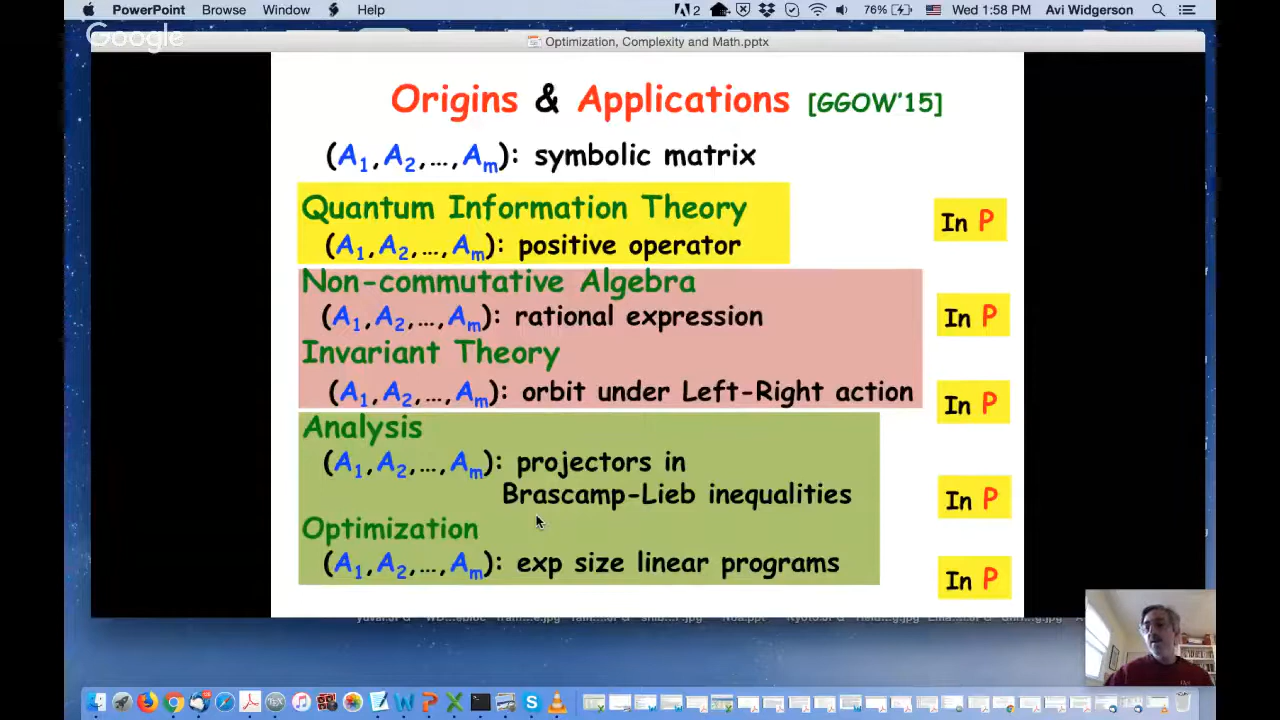 PowerPoint Browse Window Help 2 76% Wed 1:58 PM Avi Widgerson
Google
Optimization, Complexity and Math.pptx
Origins & Applications [GGOW'15]
(A1,A2,…,Am): symbolic matrix
Quantum Information Theory
(A1,A2,…,Am): positive operator
In P
Non-commutative Algebra
(A1,A2,…,Am): rational expression
In P
Invariant Theory
(A1,A2,…,Am): orbit under Left-Right action
In P
Analysis
(A1,A2,…,Am): projectors in
Brascamp-Lieb inequalities
In P
Optimization
(A1,A2,…,Am): exp size linear programs
In P